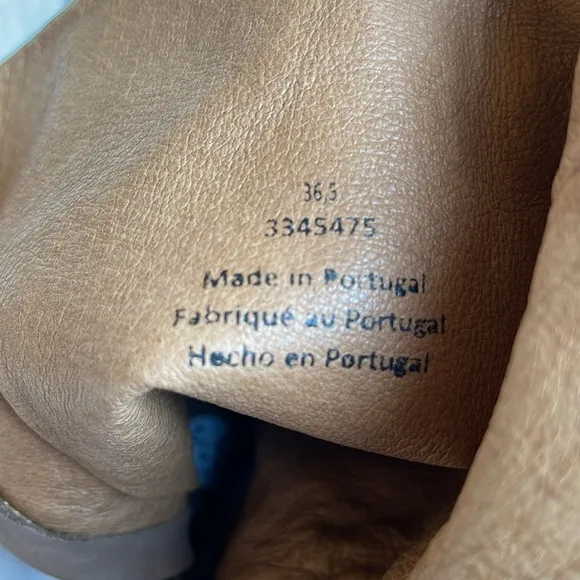 36,5
3345475
Made in Portugal
Fabriqué au Portugal
Hecho en Portugal